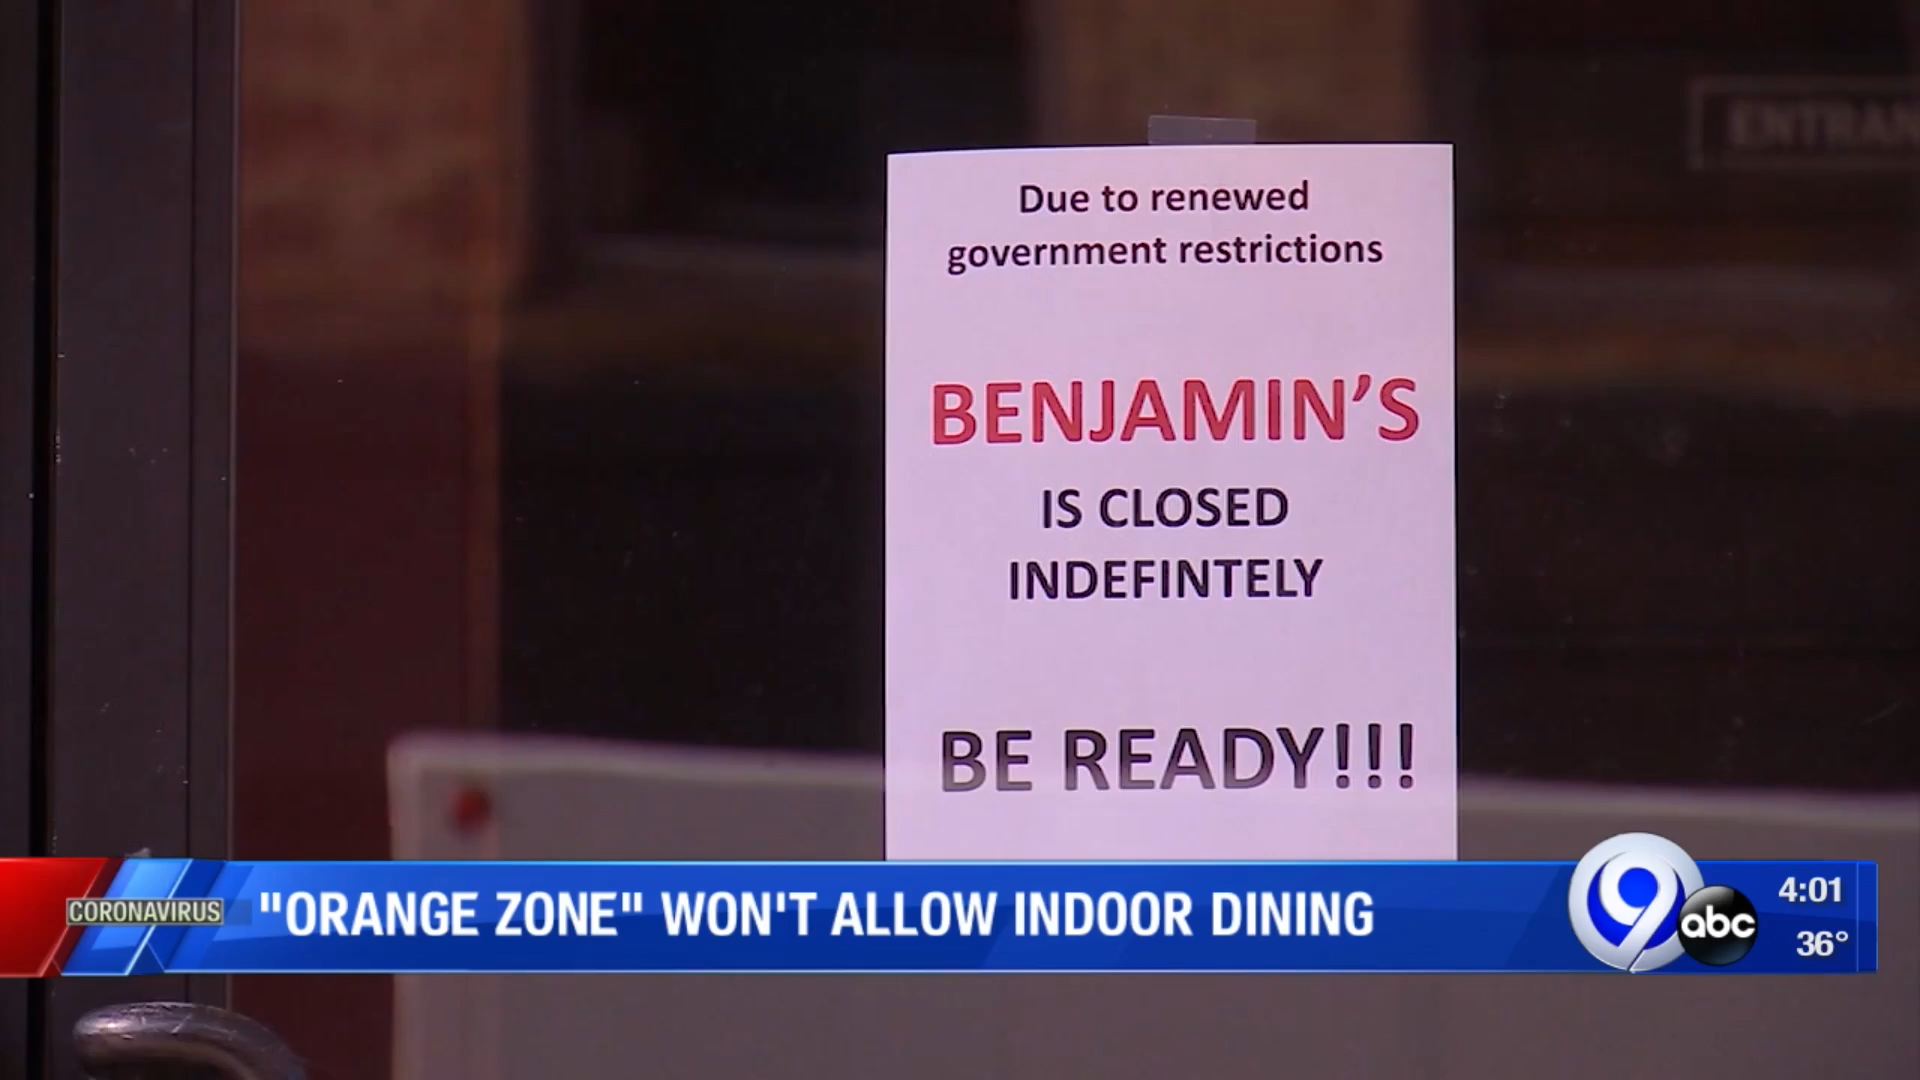 ENTRAN
Due to renewed
government restrictions
BENJAMIN'S
IS CLOSED
INDEFINTELY
BE READY!!!
CORONAVIRUS
"ORANGE ZONE" WON'T ALLOW INDOOR DINING
9
abc
4:01
36°